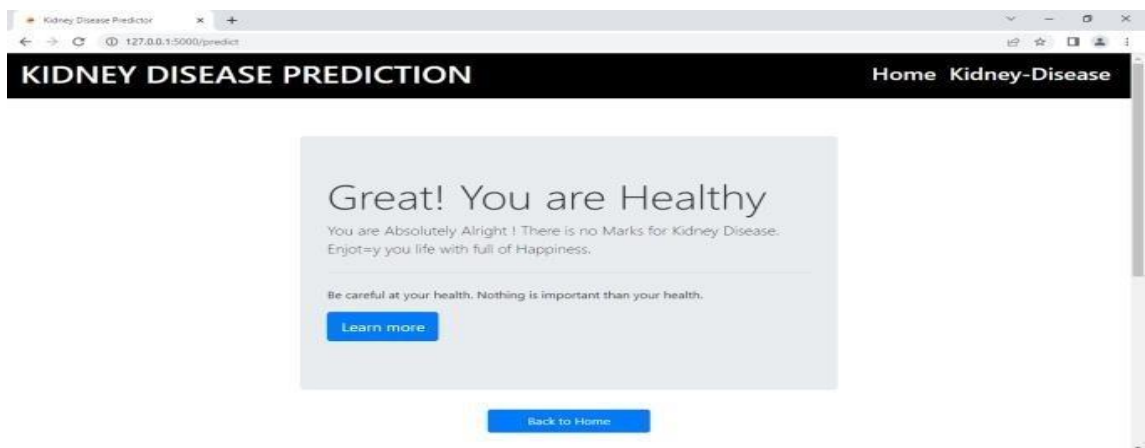 Kidney Disease Predictor
127.0.0.1:5000/predict
KIDNEY DISEASE PREDICTION
Home Kidney-Disease
Great! You are Healthy
You are Absolutely Alright ! There is no Marks for Kidney Disease.
Enjot=y you life with full of Happiness.
Be careful at your health. Nothing is important than your health.
Learn more
Back to Home